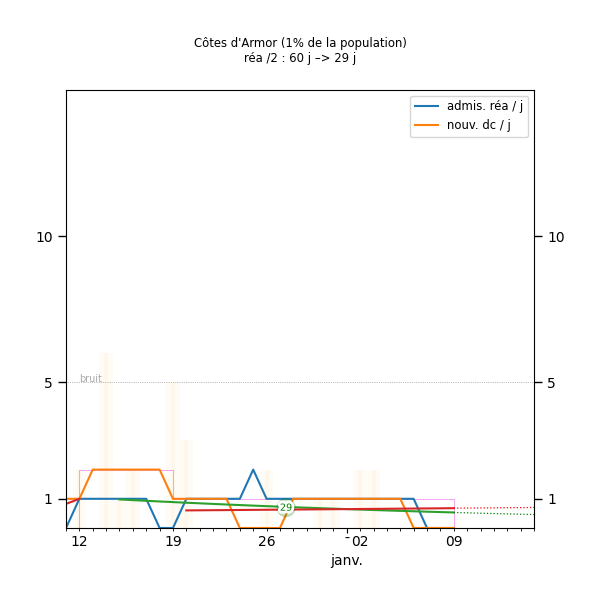 Côtes d'Armor (1% de la population)
réa /2 : 60 j –> 29 j
admis. réa / j
nouv. dc / j
10
10
bruit
5
5
29
1
1
12
19
26
02
09
janv.